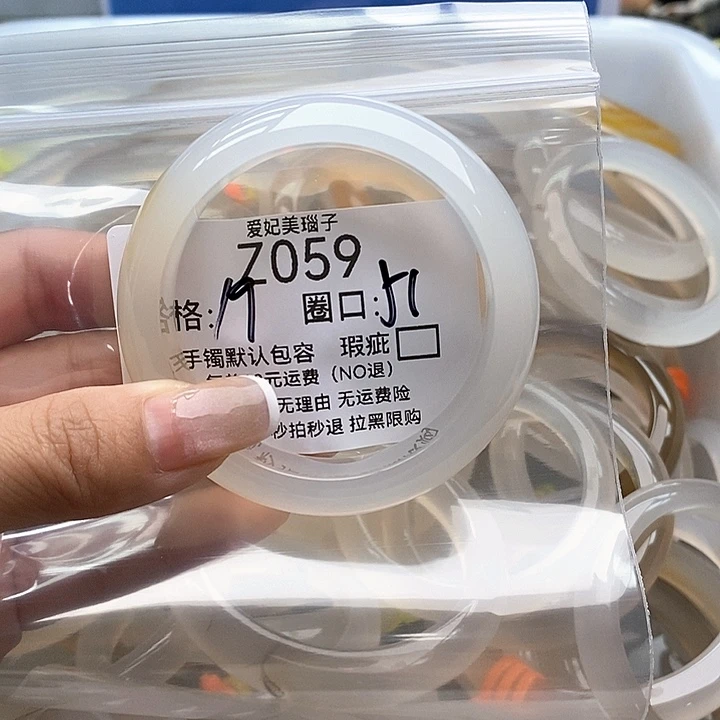 爱妃美瑙子
Z059
格:19 圈口:51
手镯默认包容 瑕疵
元运费（NO退）
无理由 无运费险
秒拍秒退 拉黑限购